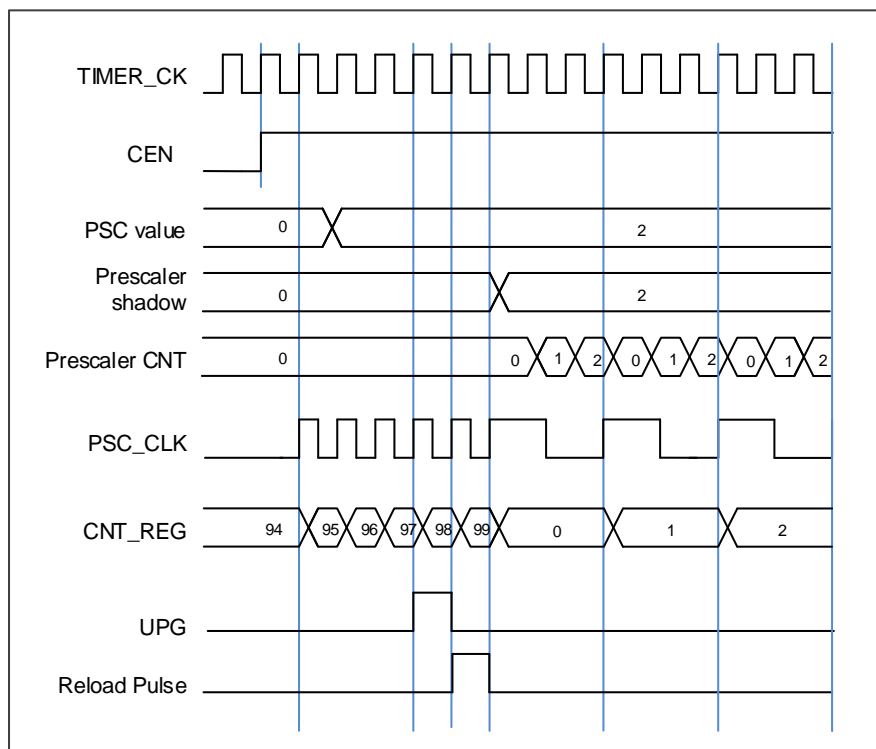 TIMER_CK
CEN
PSC value 0 2
Prescaler
shadow 0 2
Prescaler CNT 0 0 1 2 0 1 2 0 1 2
PSC_CLK
CNT_REG 94 95 96 97 98 99 0 1 2
UPG
Reload Pulse